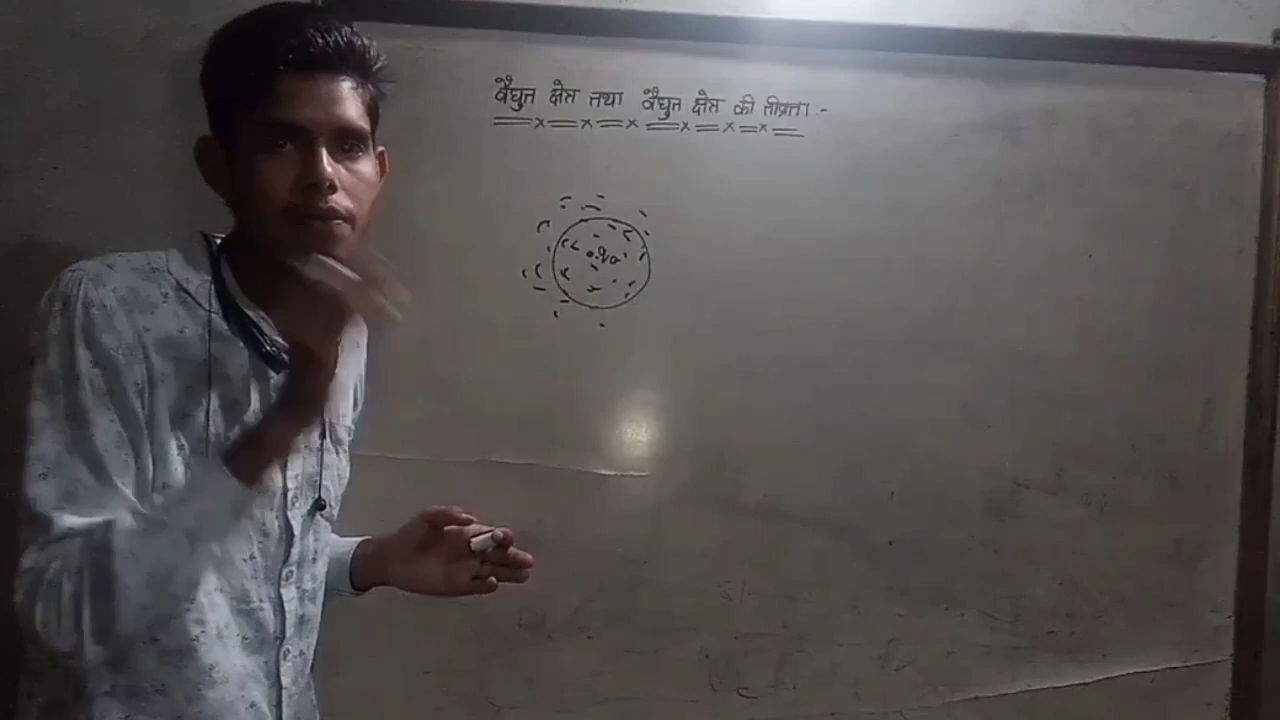 वैधुत क्षेत्र तथा वैधुत क्षेत्र की तीव्रता :-